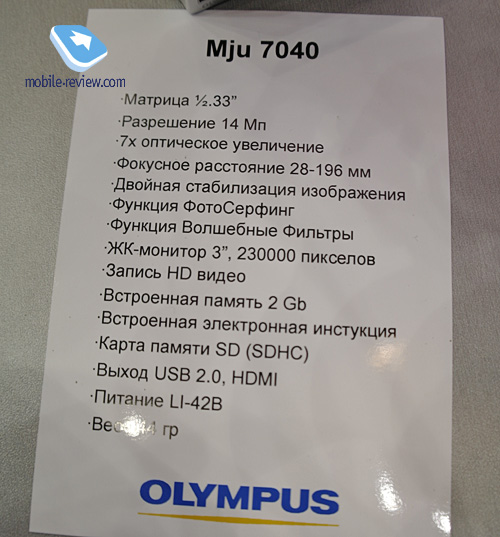 Mju 7040
mobile-review.com
·Матрица ½.33"
·Разрешение 14 Мп
·7x оптическое увеличение
·Фокусное расстояние 28-196 мм
·Двойная стабилизация изображения
·Функция ФотоСерфинг
·Функция Волшебные Фильтры
·ЖК-монитор 3", 230000 пикселов
·Запись HD видео
·Встроенная память 2 Gb
·Встроенная электронная инстукция
·Карта памяти SD (SDHC)
·Выход USB 2.0, HDMI
·Питание LI-42B
гр
OLYMPUS